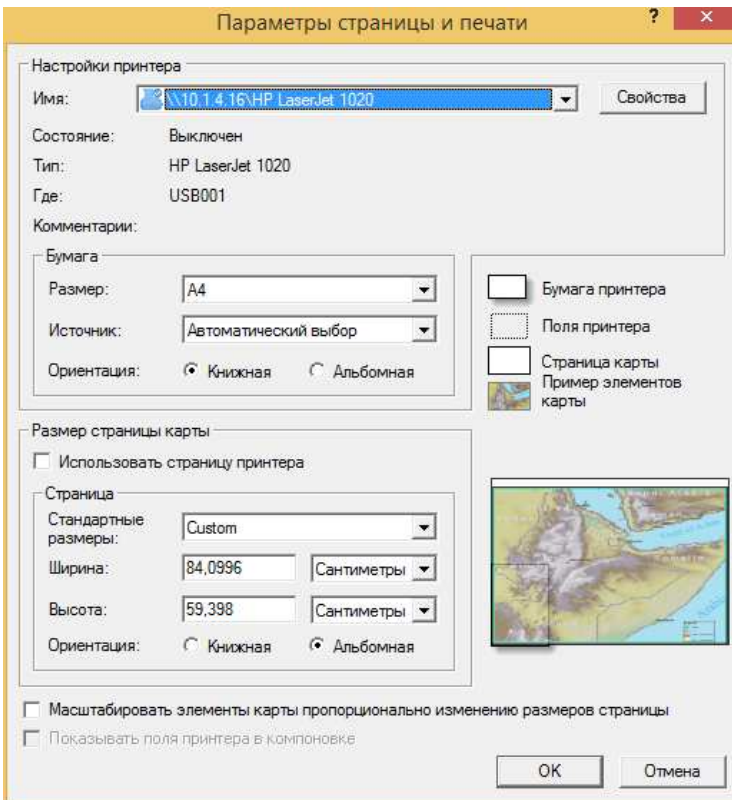 Параметры страницы и печати
?
×
Настройки принтера
Имя:
\\10.1.4.16\HP LaserJet 1020
Свойства
Состояние:
Выключен
Тип:
HP LaserJet 1020
Где:
USB001
Комментарии:
Бумага
Размер:
A4
Источник:
Автоматический выбор
Ориентация:
Книжная
Альбомная
Бумага принтера
Поля принтера
Страница карты
Пример элементов
карты
Размер страницы карты
Использовать страницу принтера
Страница
Стандартные
размеры:
Custom
Ширина:
84,0996
Сантиметры
Высота:
59,398
Сантиметры
Ориентация:
Книжная
Альбомная
Масштабировать элементы карты пропорционально изменению размеров страницы
Показывать поля принтера в компоновке
OK
Отмена